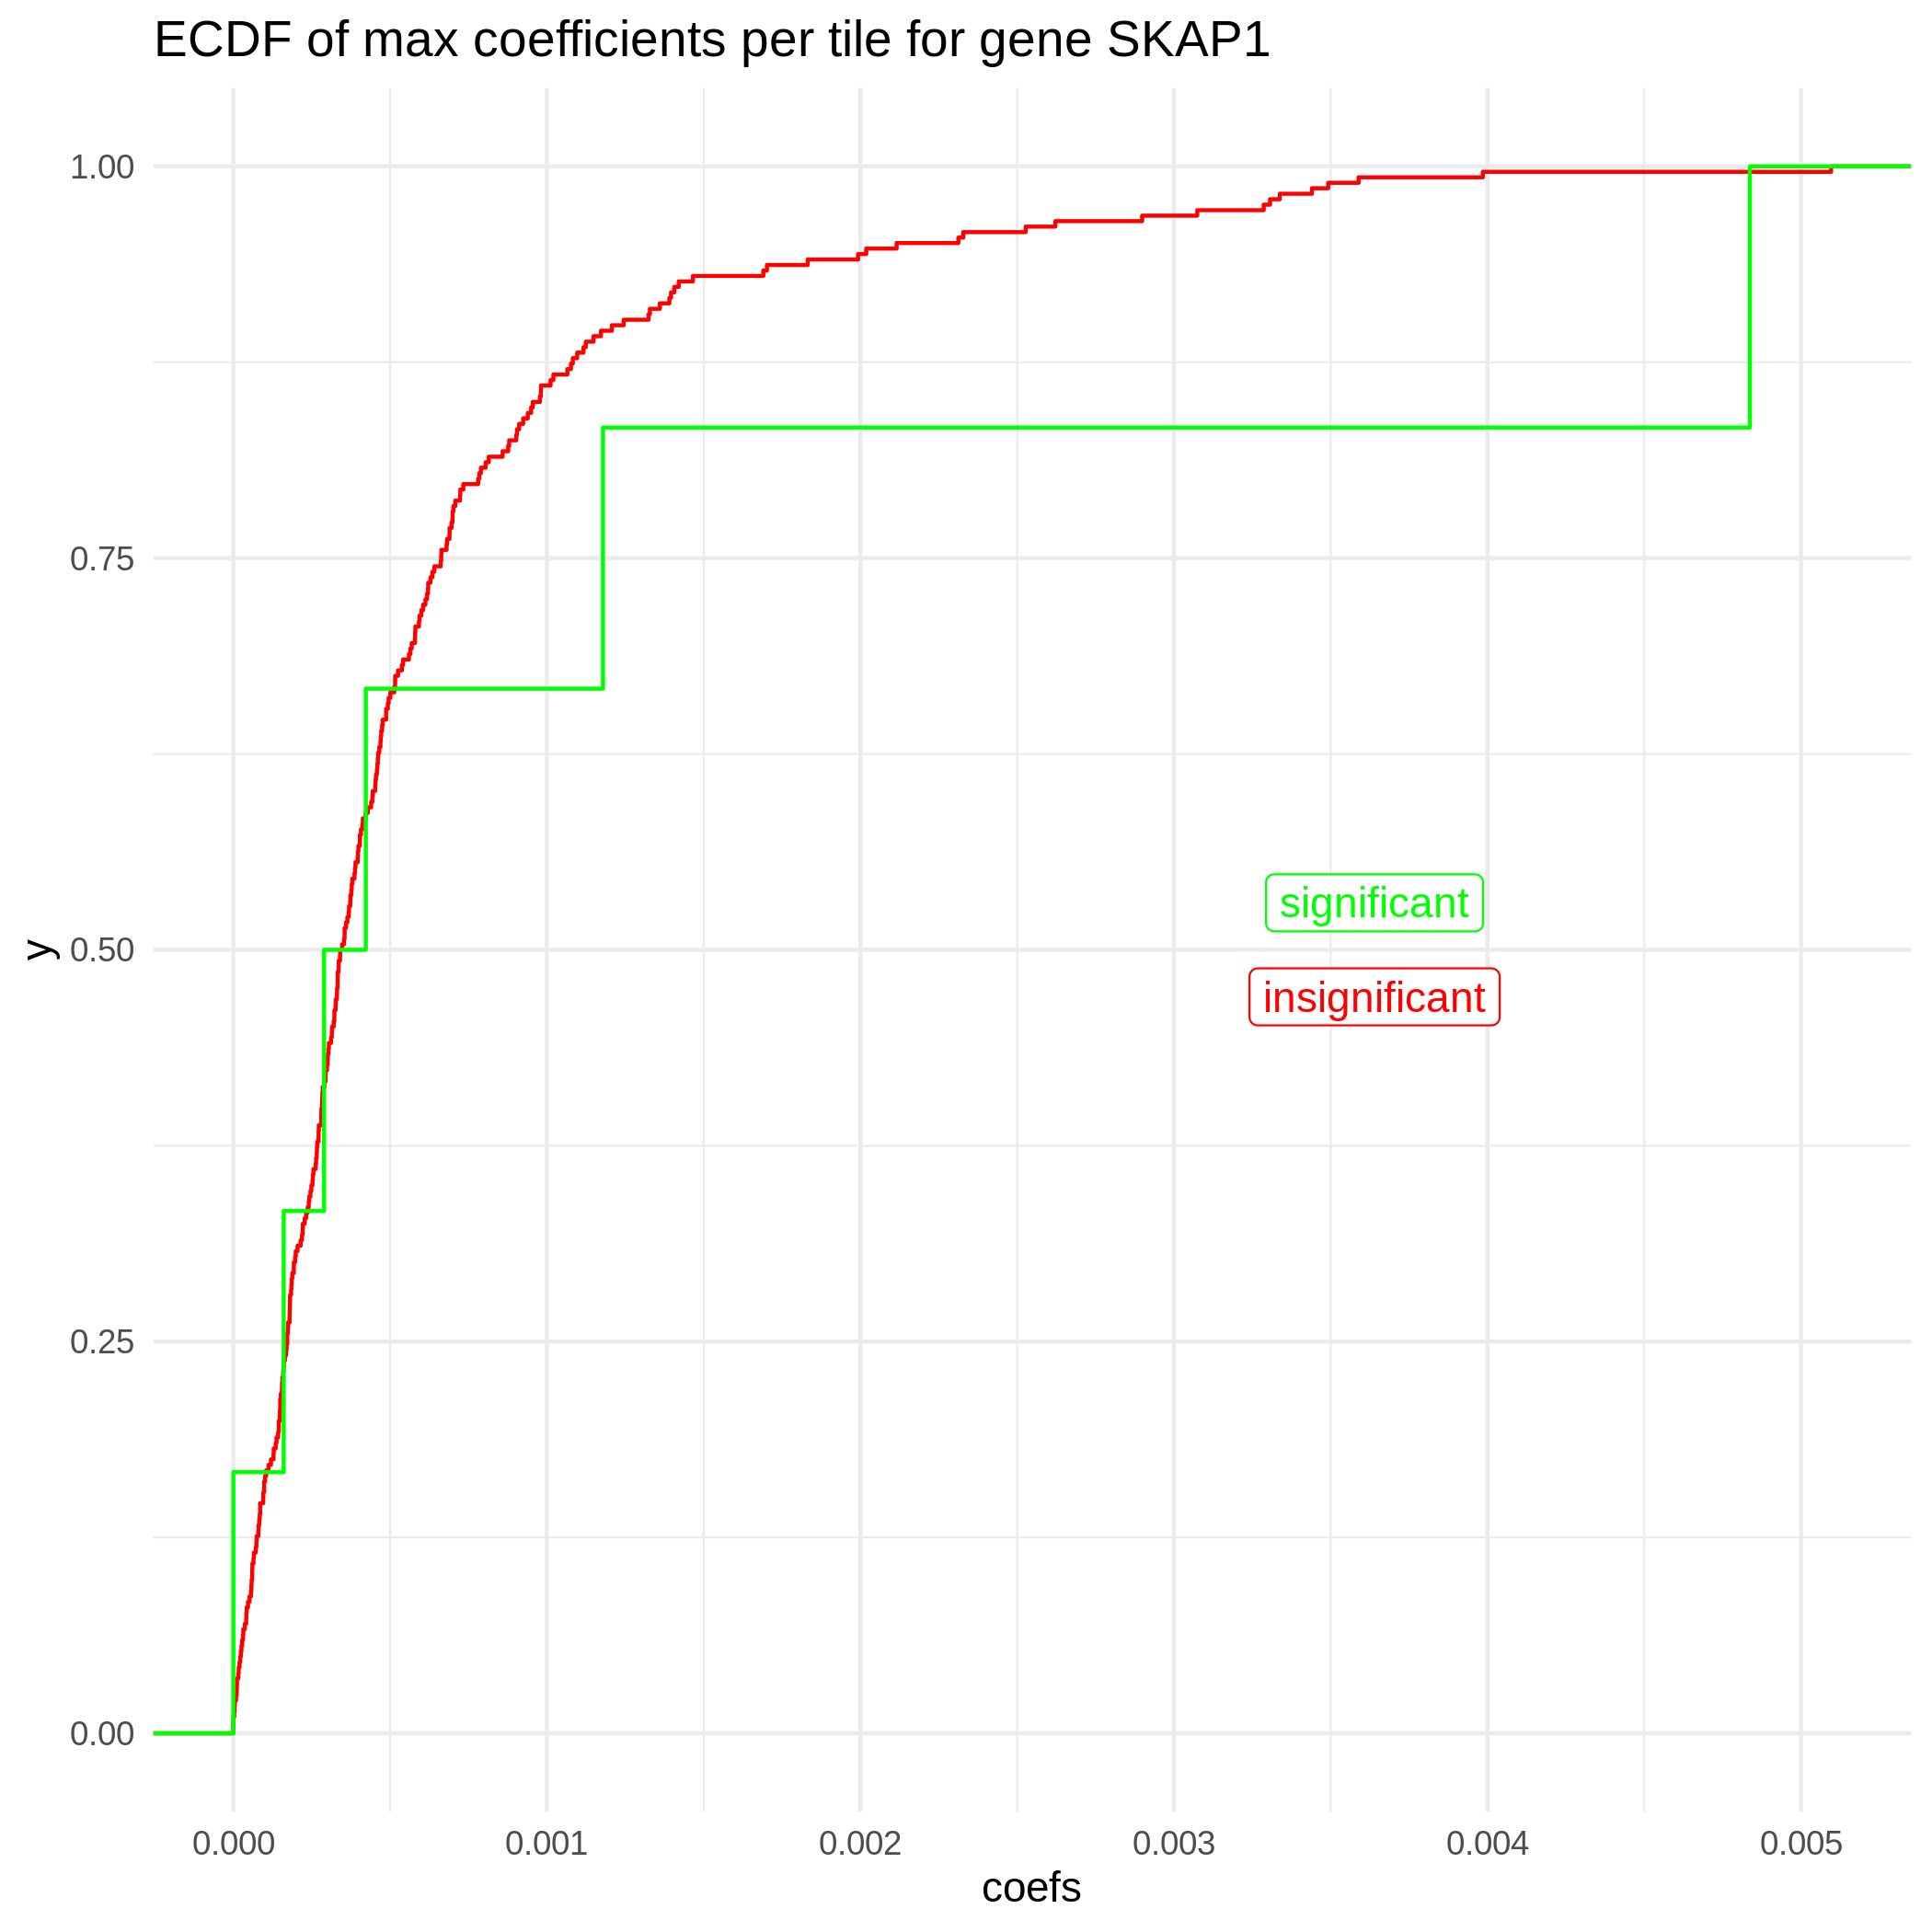 ECDF of max coefficients per tile for gene SKAP1
1.00
0.75
0.50
0.25
0.00
y
significant
insignificant
0.000 0.001 0.002 0.003 0.004 0.005
coefs